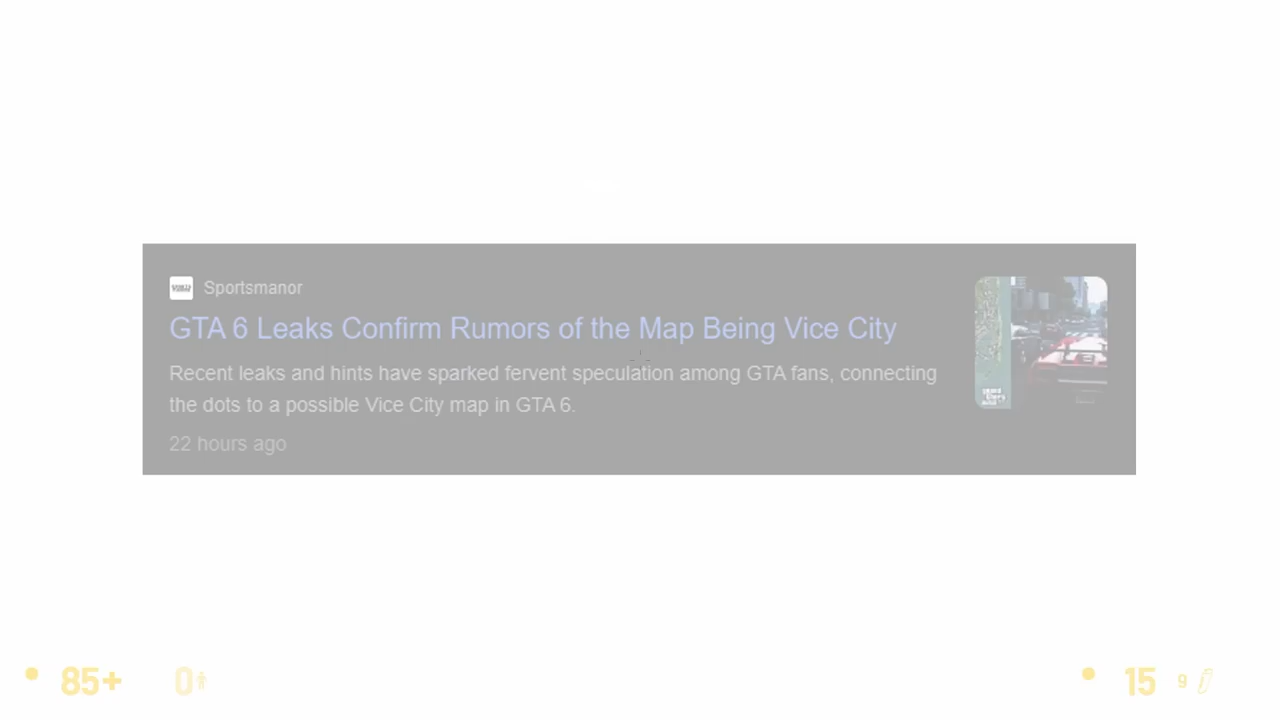 Sportsmanor
GTA 6 Leaks Confirm Rumors of the Map Being Vice City
Recent leaks and hints have sparked fervent speculation among GTA fans, connecting
the dots to a possible Vice City map in GTA 6.
22 hours ago
85+ 0 15 9